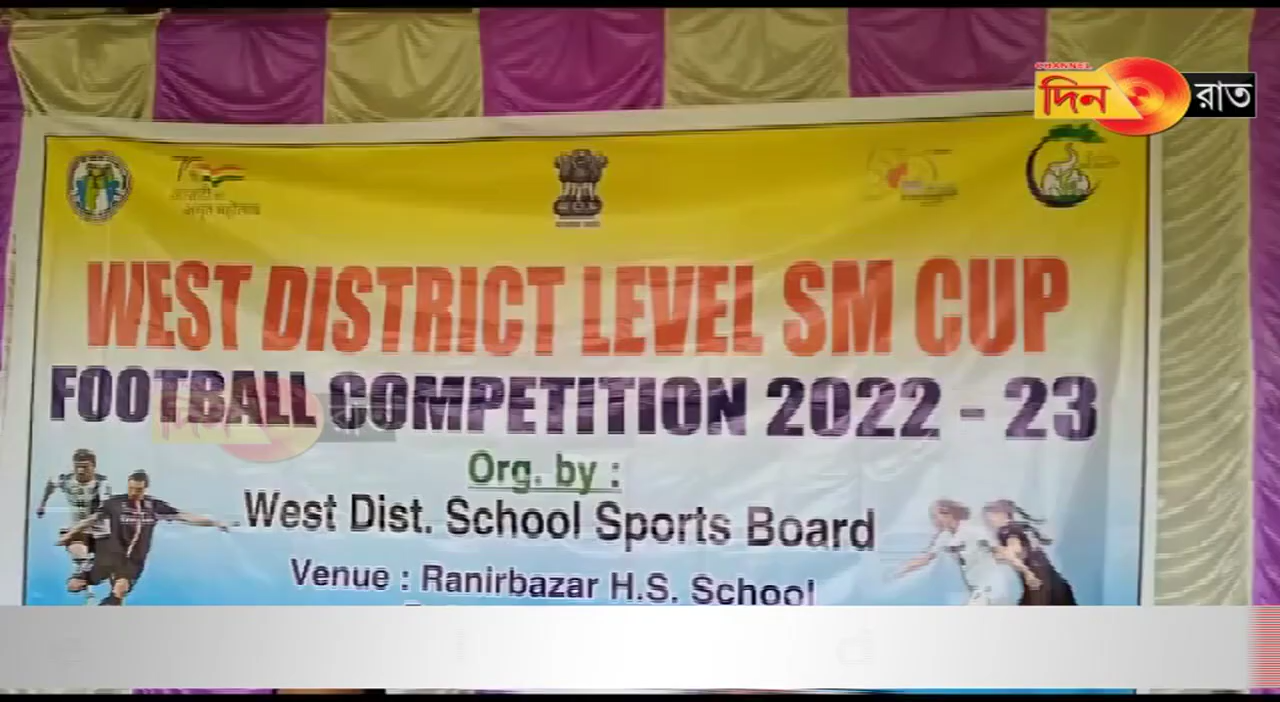 CHANNEL
দিন রাত
WEST DISTRICT LEVEL SM CUP
FOOTBALL COMPETITION 2022 - 23
Org. by :
West Dist. School Sports Board
Venue : Ranirbazar H.S. School